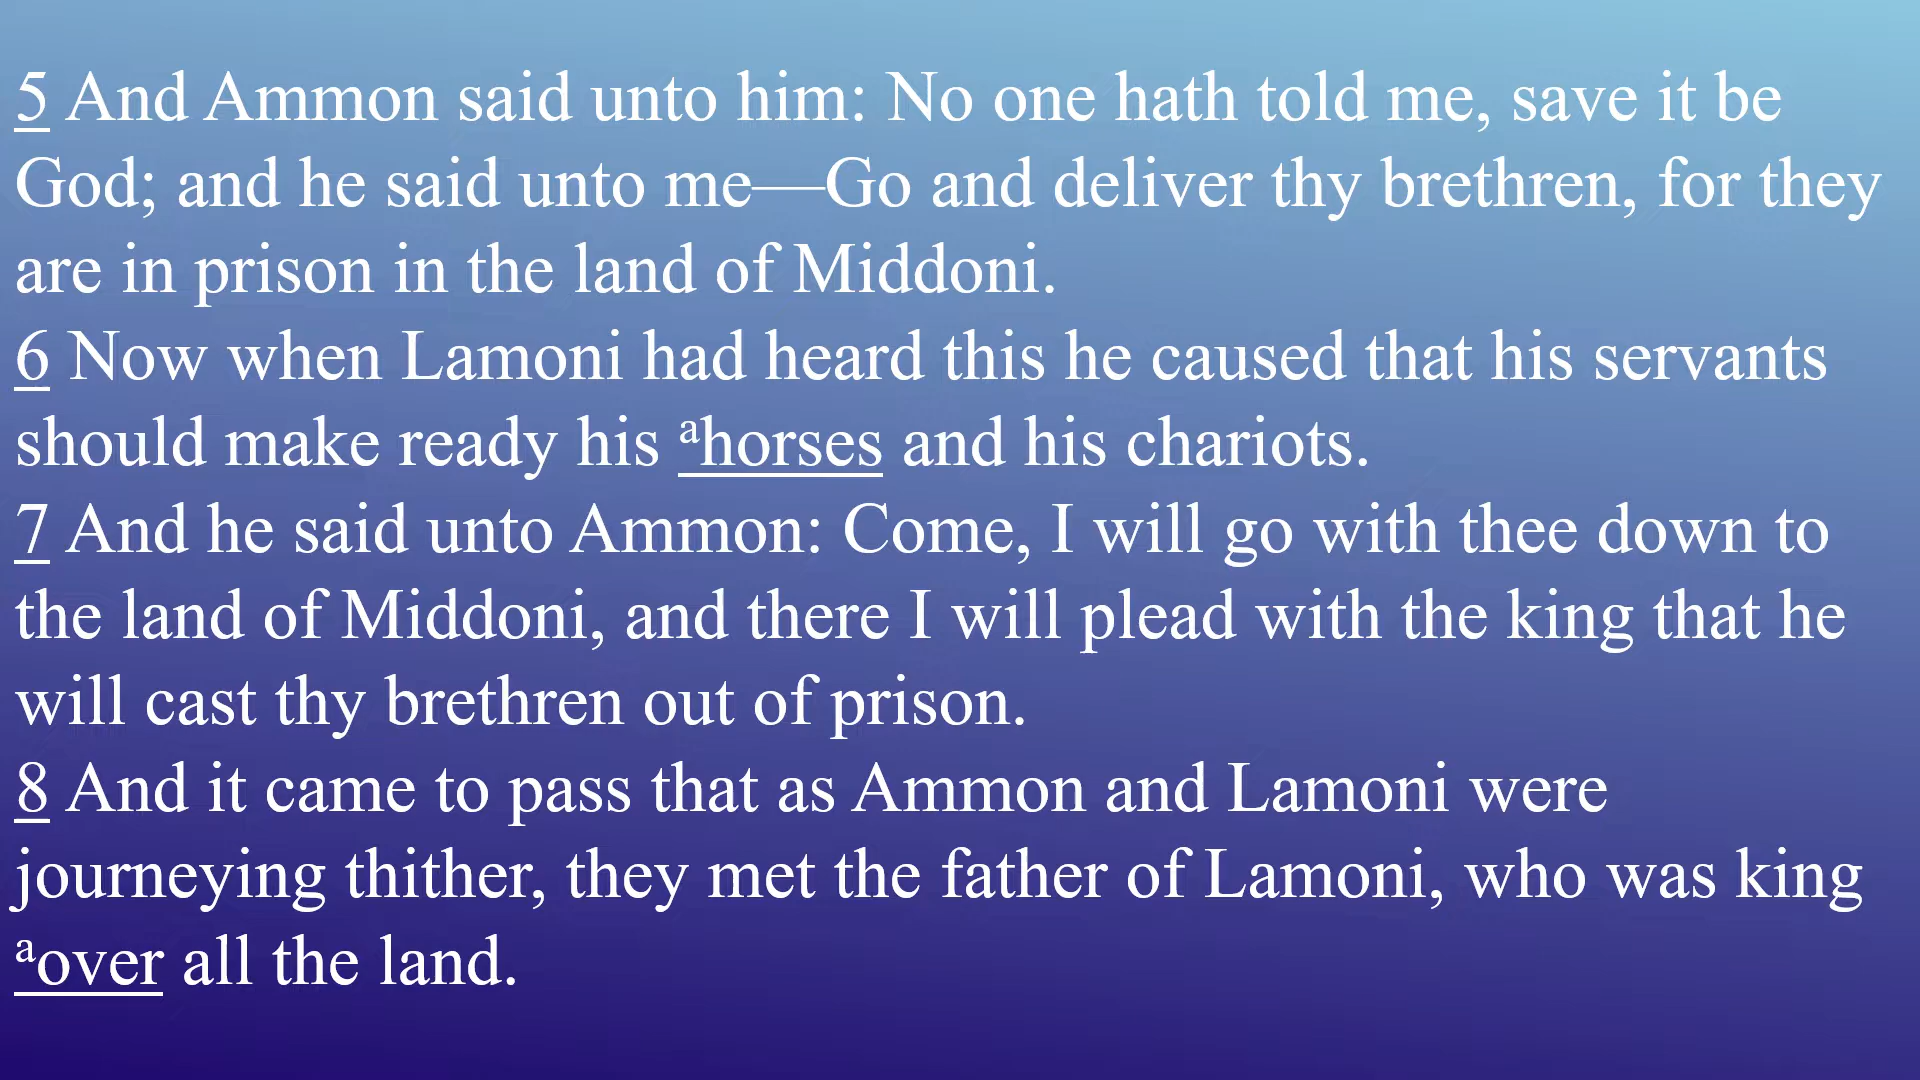 5 And Ammon said unto him: No one hath told me, save it be
God; and he said unto me—Go and deliver thy brethren, for they
are in prison in the land of Middoni.
6 Now when Lamoni had heard this he caused that his servants
should make ready his ahorses and his chariots.
7 And he said unto Ammon: Come, I will go with thee down to
the land of Middoni, and there I will plead with the king that he
will cast thy brethren out of prison.
8 And it came to pass that as Ammon and Lamoni were
journeying thither, they met the father of Lamoni, who was king
aover all the land.